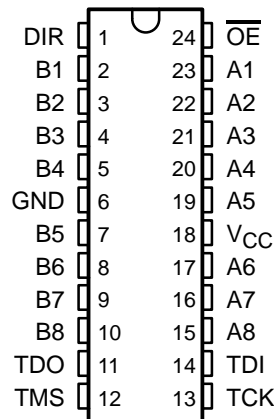 DIR 1 24 O̅E̅
B1 2 23 A1
B2 3 22 A2
B3 4 21 A3
B4 5 20 A4
GND 6 19 A5
B5 7 18 VCC
B6 8 17 A6
B7 9 16 A7
B8 10 15 A8
TDO 11 14 TDI
TMS 12 13 TCK